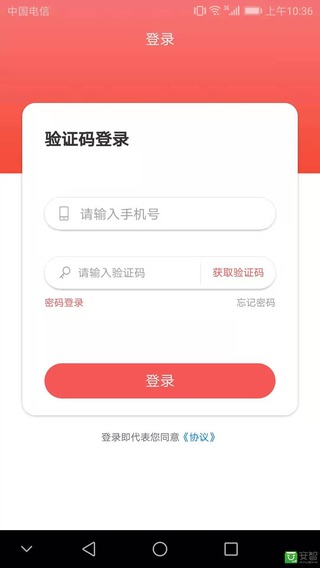 中国电信 上午10:36
登录
验证码登录
请输入手机号
请输入验证码 获取验证码
密码登录 忘记密码
登录
登录即代表您同意《协议》
安智